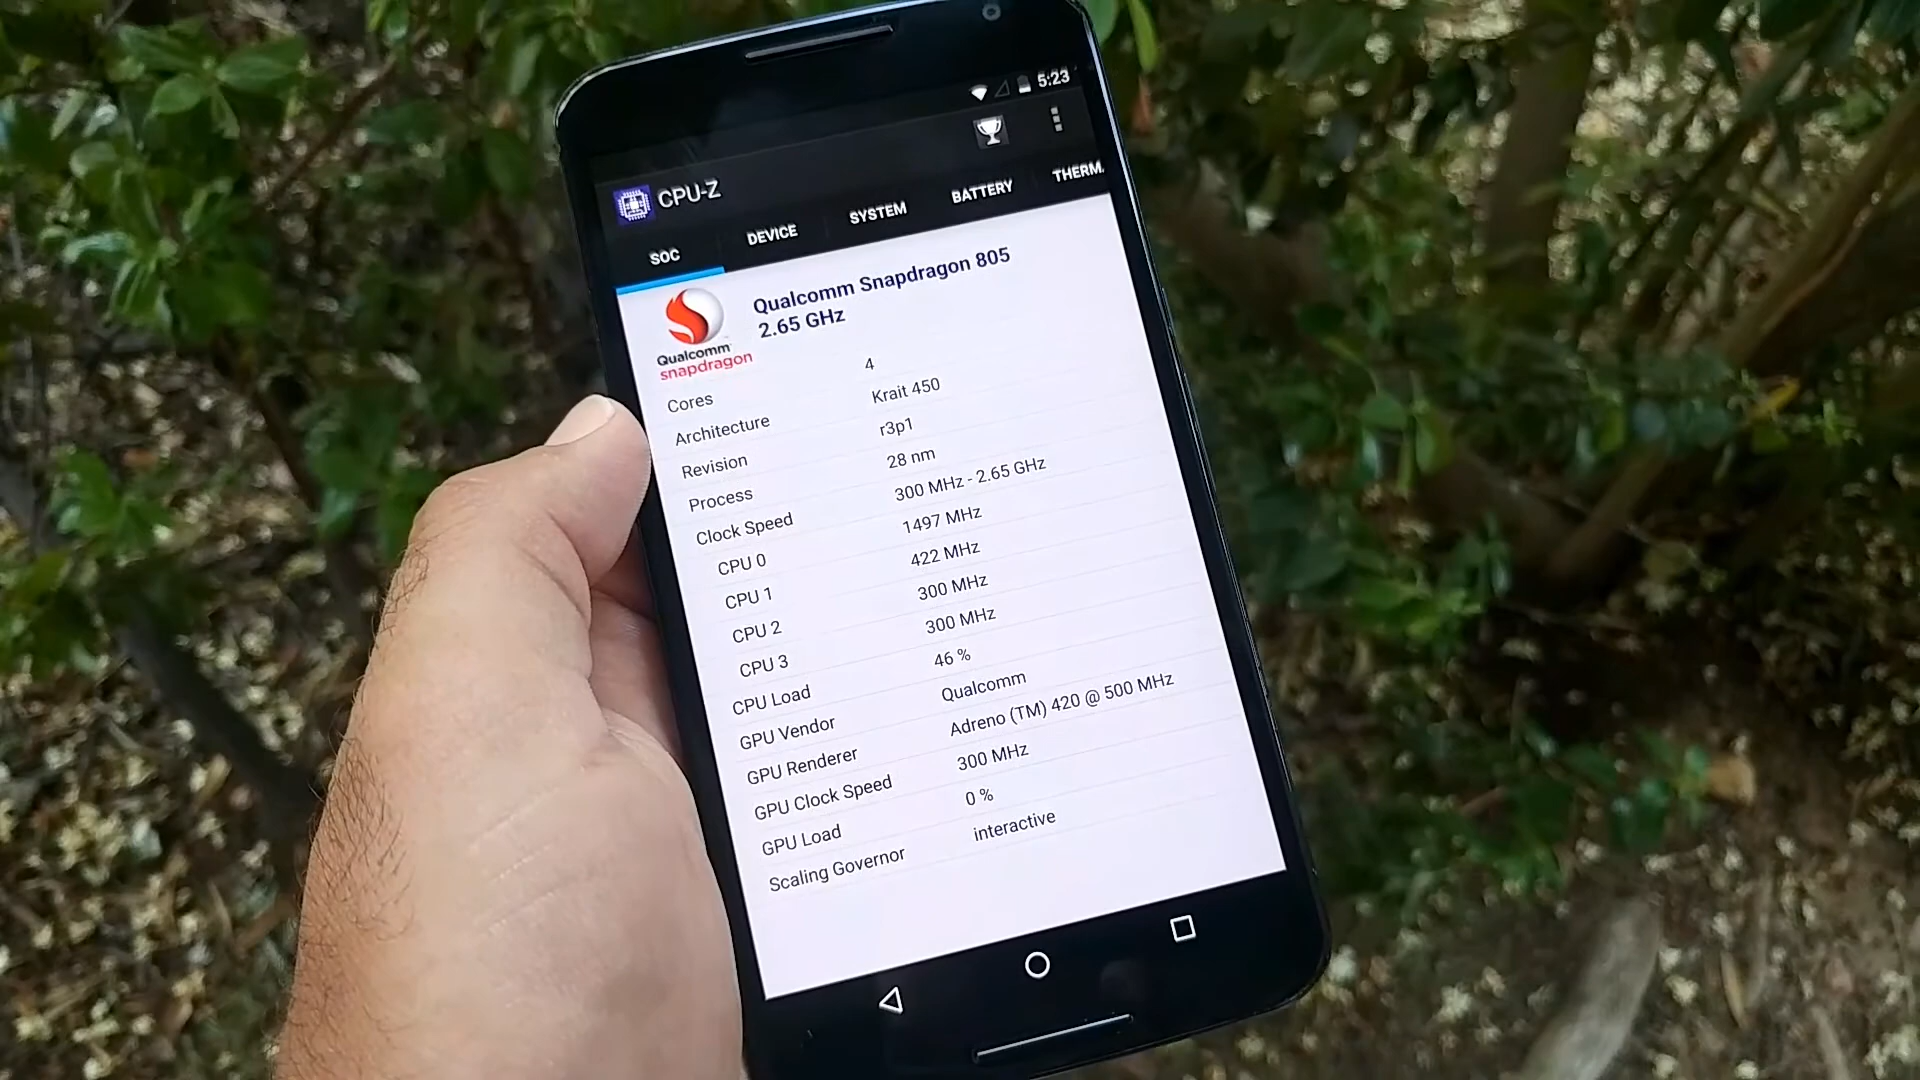 5:23
CPU-Z
SOC DEVICE SYSTEM BATTERY THERMA
Qualcomm Snapdragon 805
2.65 GHz
Qualcomm
snapdragon
Cores 4
Architecture Krait 450
Revision r3p1
Process 28 nm
Clock Speed 300 MHz - 2.65 GHz
CPU 0 1497 MHz
CPU 1 422 MHz
CPU 2 300 MHz
CPU 3 300 MHz
CPU Load 46 %
GPU Vendor Qualcomm
GPU Renderer Adreno (TM) 420 @ 500 MHz
GPU Clock Speed 300 MHz
GPU Load 0 %
Scaling Governor interactive